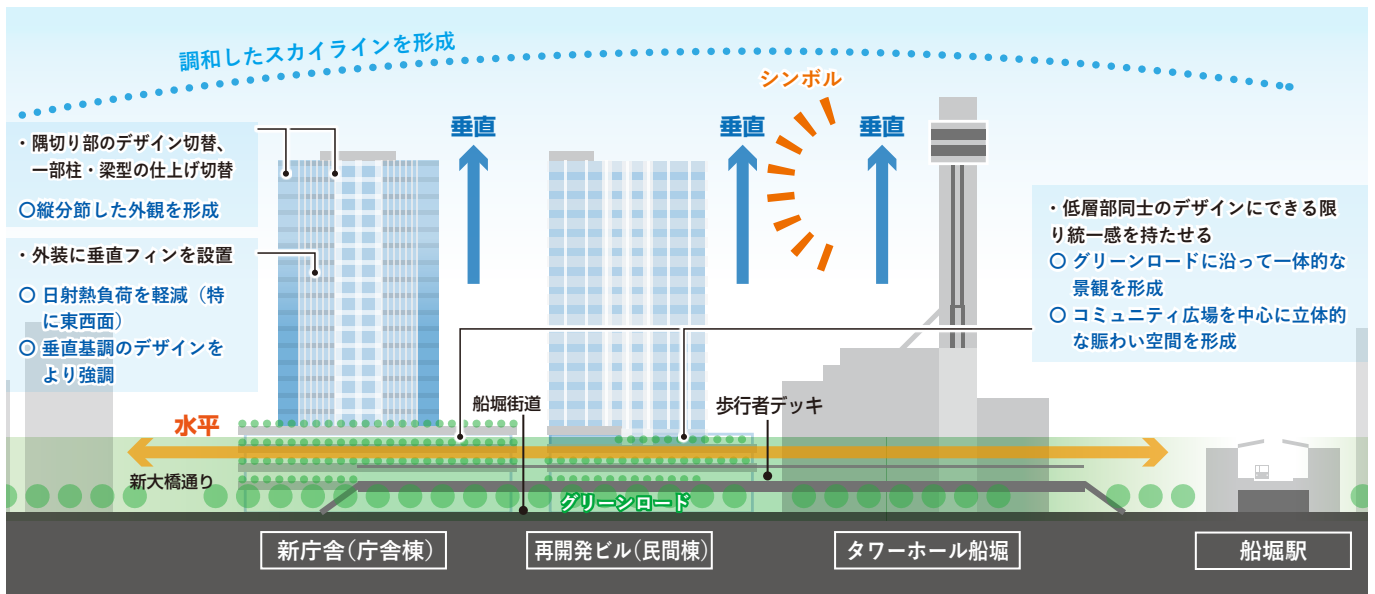 調和したスカイラインを形成
シンボル
垂直
垂直
垂直
・隅切り部のデザイン切替、
一部柱・梁型の仕上げ切替
〇縦分節した外観を形成
・外装に垂直フィンを設置
〇 日射熱負荷を軽減（特
に東西面）
〇 垂直基調のデザインを
より強調
・低層部同士のデザインにできる限
り統一感を持たせる
〇 グリーンロードに沿って一体的な
景観を形成
〇 コミュニティ広場を中心に立体的
な賑わい空間を形成
水平
船堀街道
歩行者デッキ
新大橋通り
グリーンロード
新庁舎（庁舎棟）
再開発ビル（民間棟）
タワーホール船堀
船堀駅